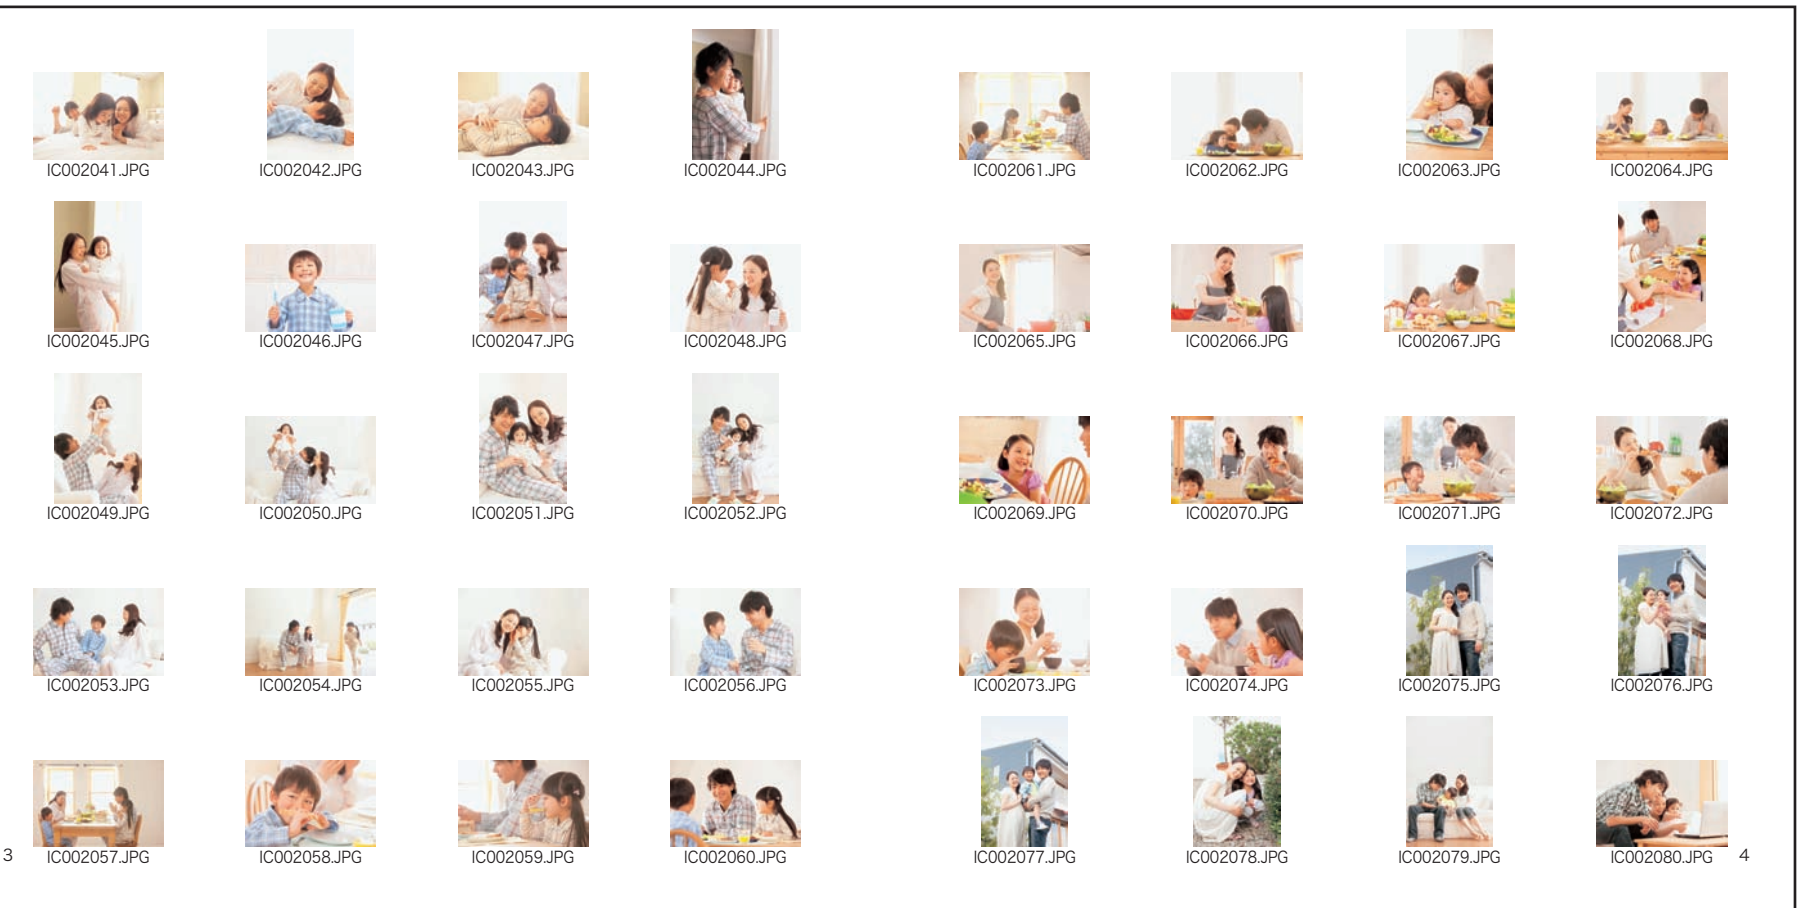 IC002041.JPG IC002042.JPG IC002043.JPG IC002044.JPG
IC002045.JPG IC002046.JPG IC002047.JPG IC002048.JPG
IC002049.JPG IC002050.JPG IC002051.JPG IC002052.JPG
IC002053.JPG IC002054.JPG IC002055.JPG IC002056.JPG
3 IC002057.JPG IC002058.JPG IC002059.JPG IC002060.JPG
IC002061.JPG IC002062.JPG IC002063.JPG IC002064.JPG
IC002065.JPG IC002066.JPG IC002067.JPG IC002068.JPG
IC002069.JPG IC002070.JPG IC002071.JPG IC002072.JPG
IC002073.JPG IC002074.JPG IC002075.JPG IC002076.JPG
IC002077.JPG IC002078.JPG IC002079.JPG IC002080.JPG 4